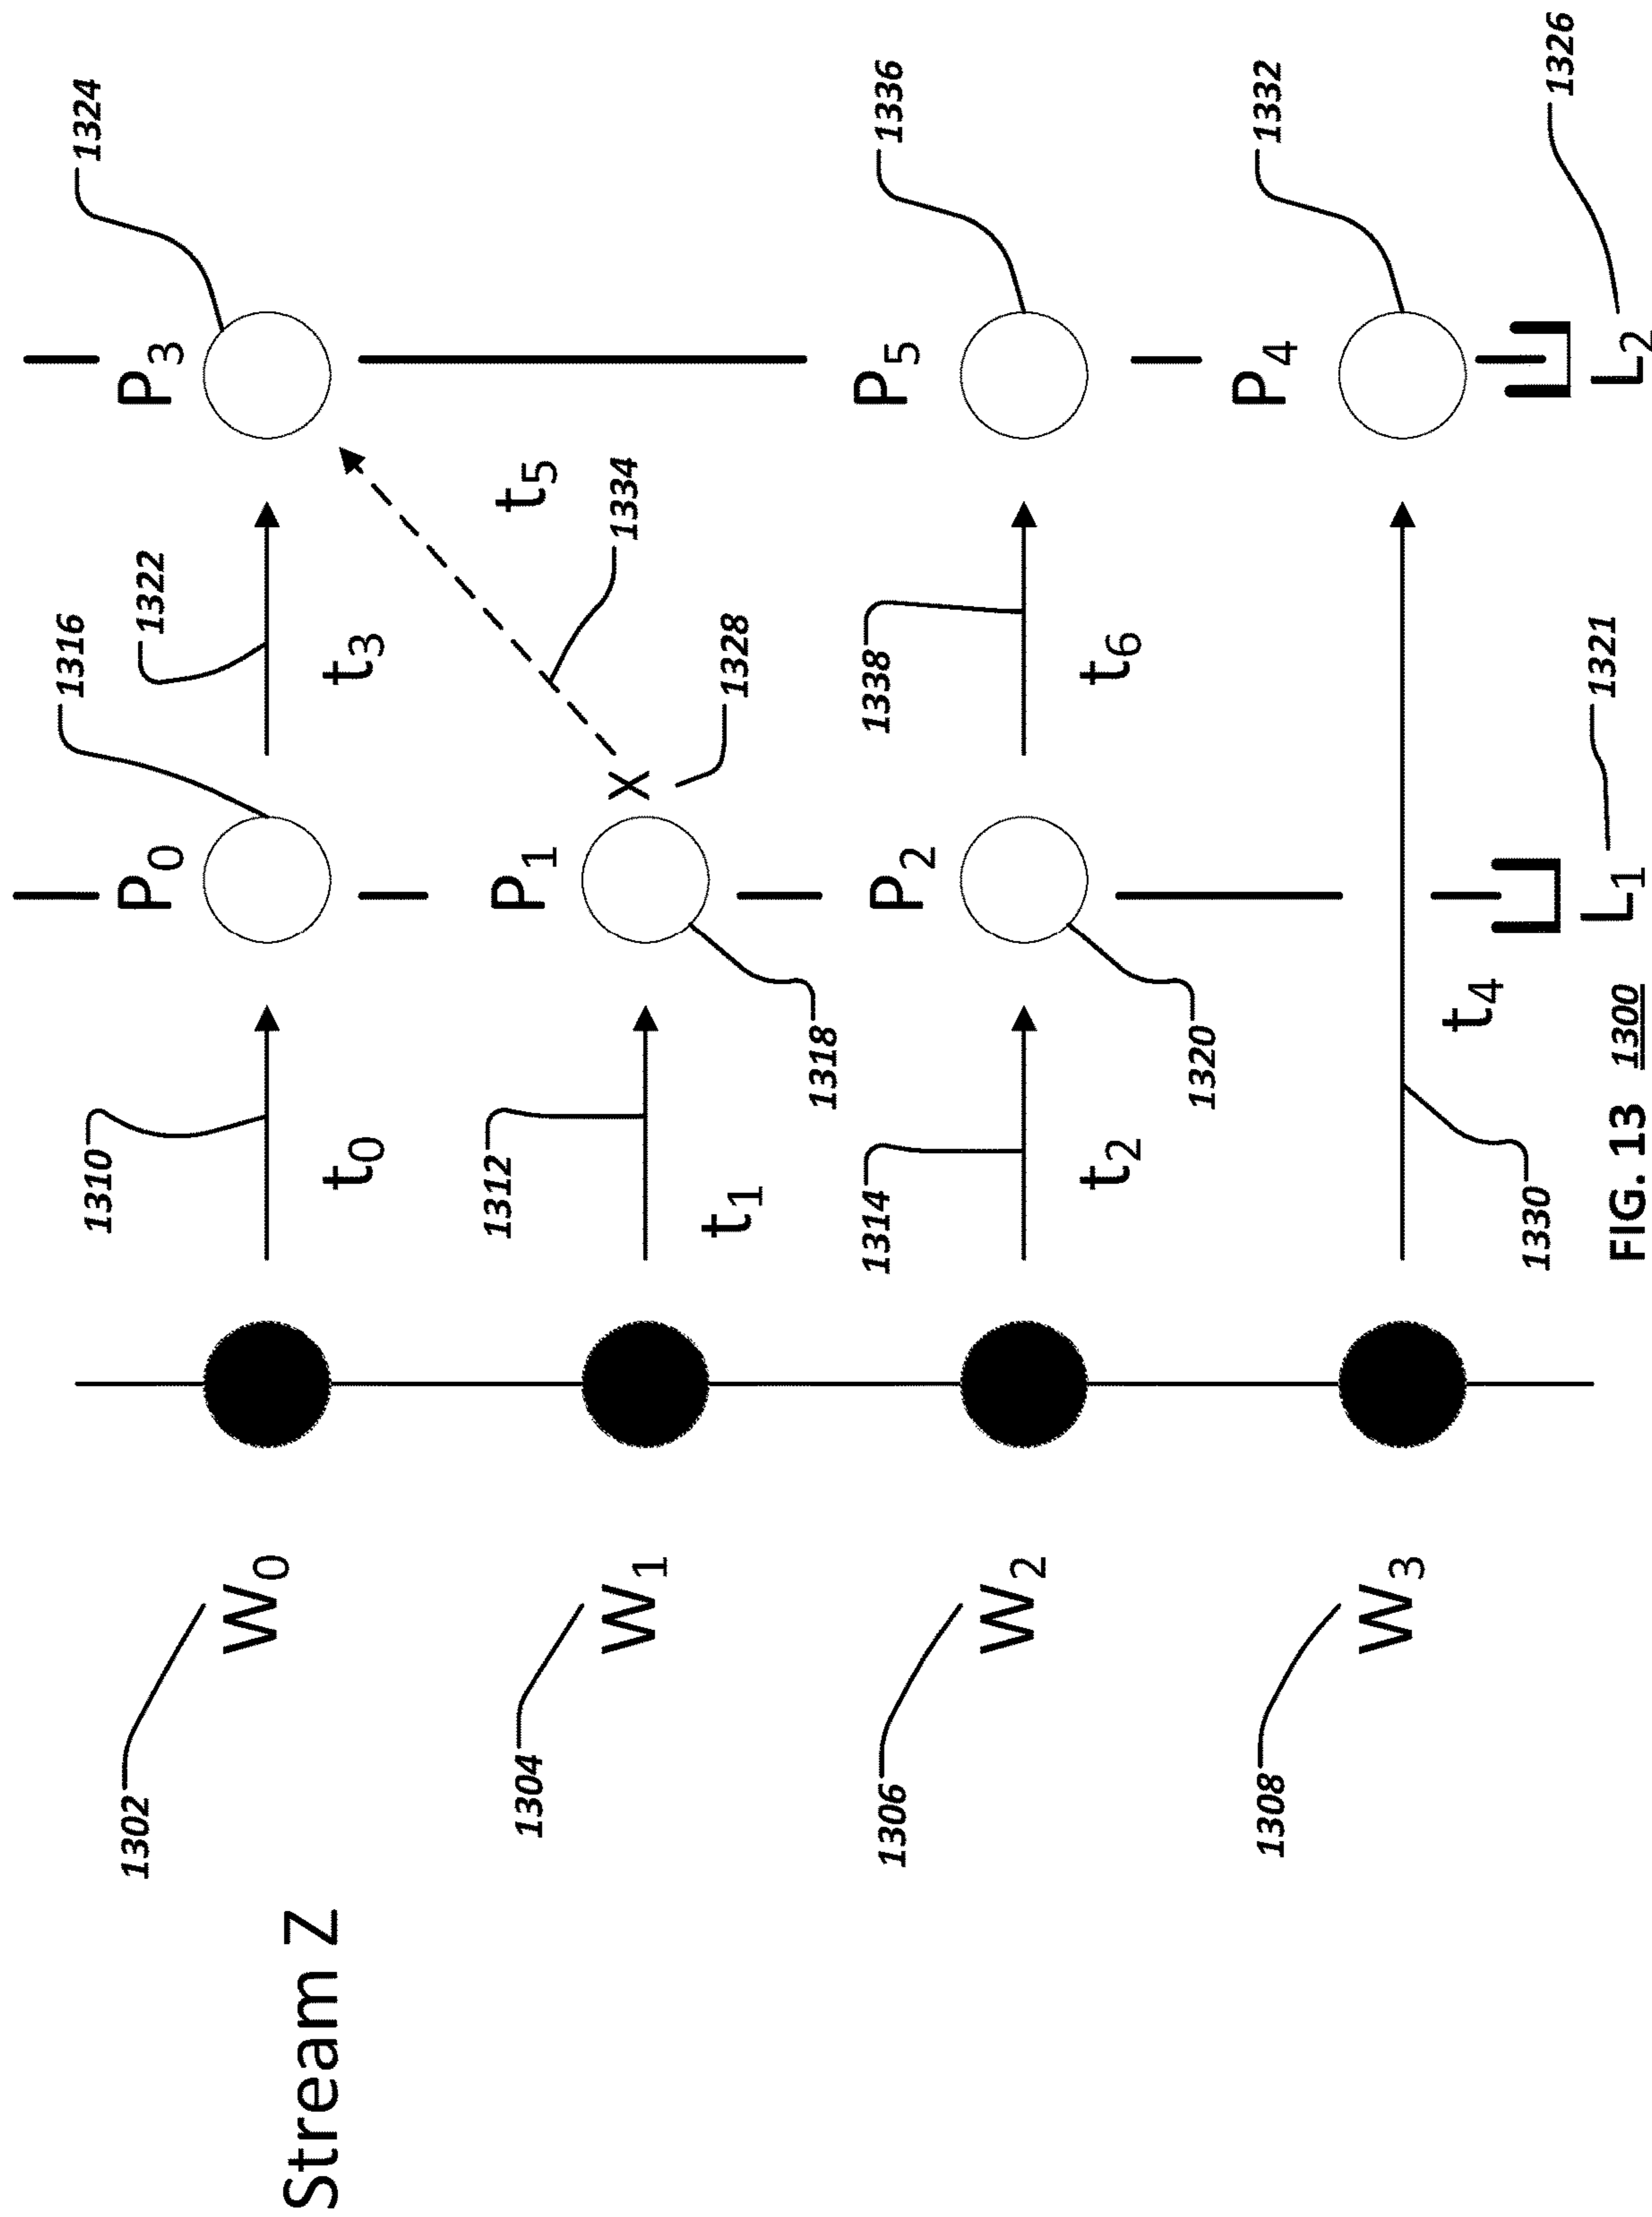 1302
1310
1316
1322
1324
P0
P3
W0
Stream Z
t0
t3
1304
1312
P1
t5
1334
W1
X
t1
1328
1318
1306
1314
P2
1338
P5
1336
W2
t2
t6
1320
1308
P4
1332
W3
t4
1330
1326
1321
L1
L2
FIG. 13 1300